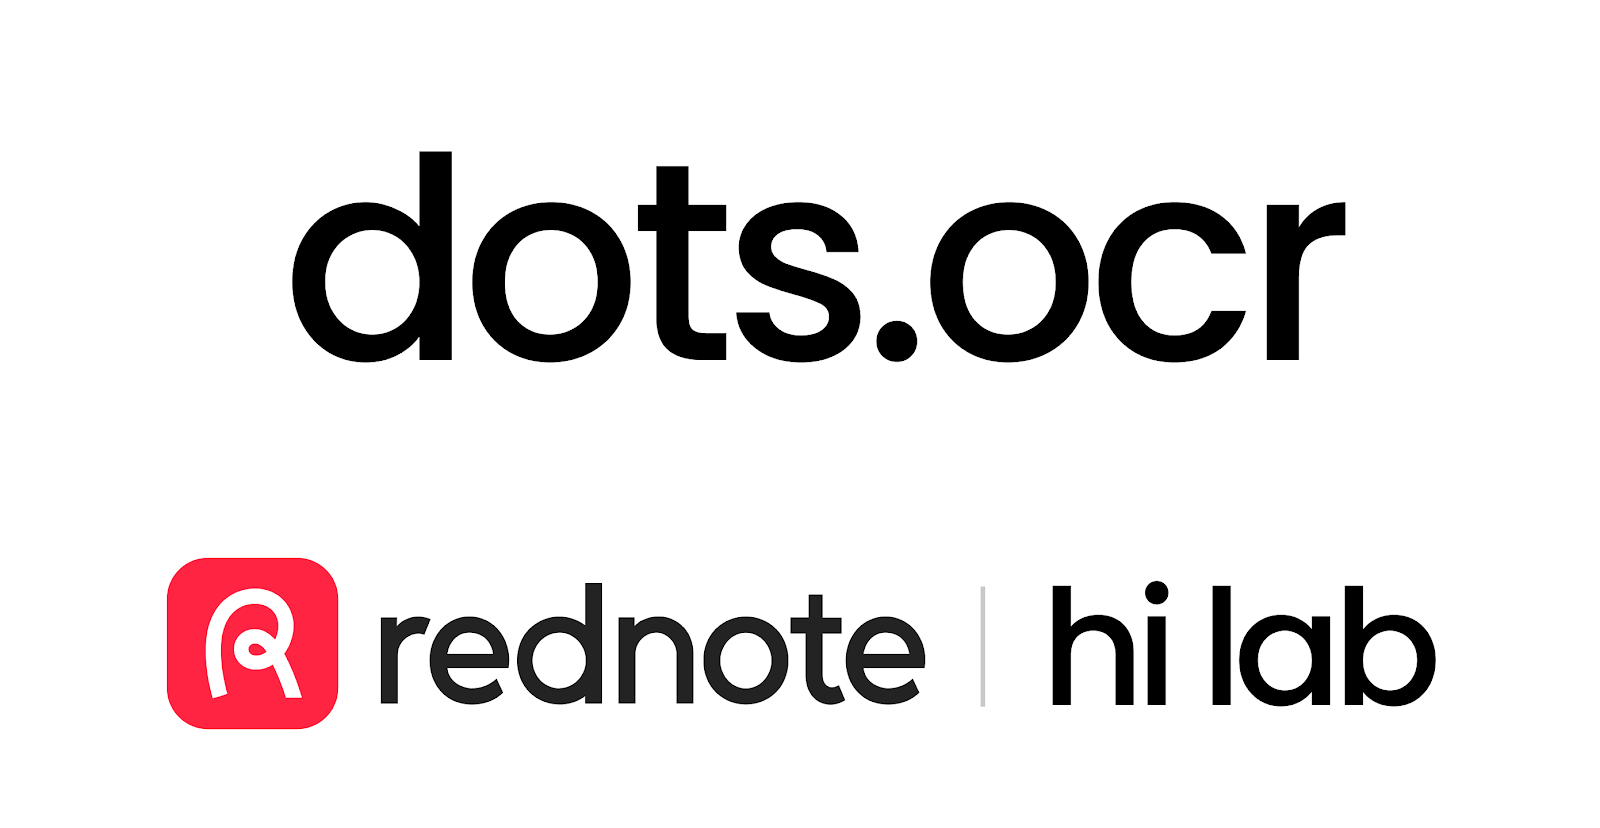 dots.ocr
rednote | hi lab